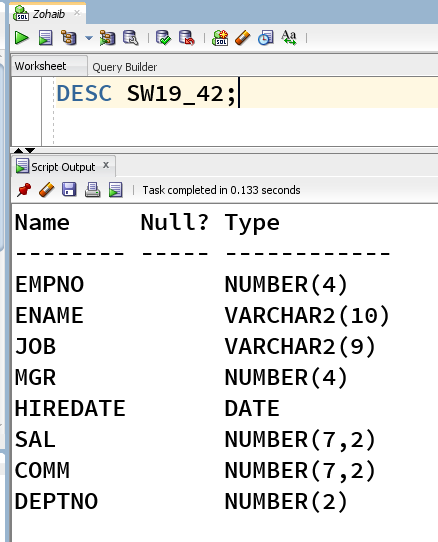 Zohaib
Worksheet Query Builder
DESC SW19_42;
Script Output
Task completed in 0.133 seconds
Name Null? Type
-------- ----- ------------
EMPNO NUMBER(4)
ENAME VARCHAR2(10)
JOB VARCHAR2(9)
MGR NUMBER(4)
HIREDATE DATE
SAL NUMBER(7,2)
COMM NUMBER(7,2)
DEPTNO NUMBER(2)